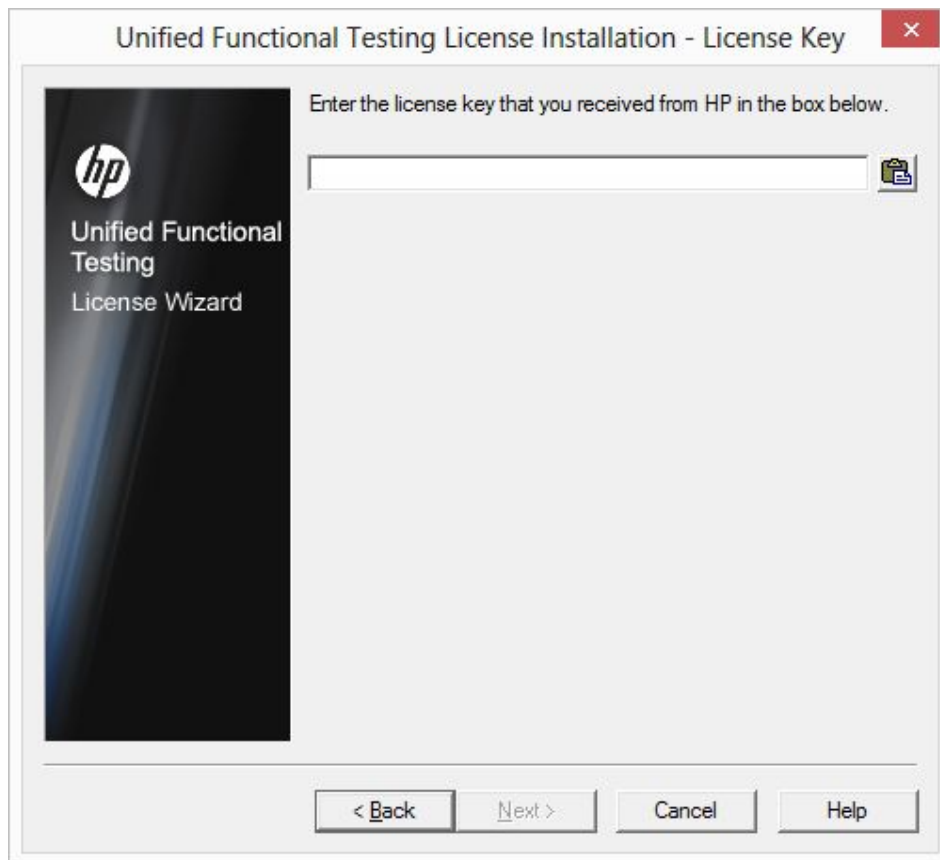 Unified Functional Testing License Installation - License Key
Enter the license key that you received from HP in the box below.
hp
Unified Functional
Testing
License Wizard
< Back
Next >
Cancel
Help